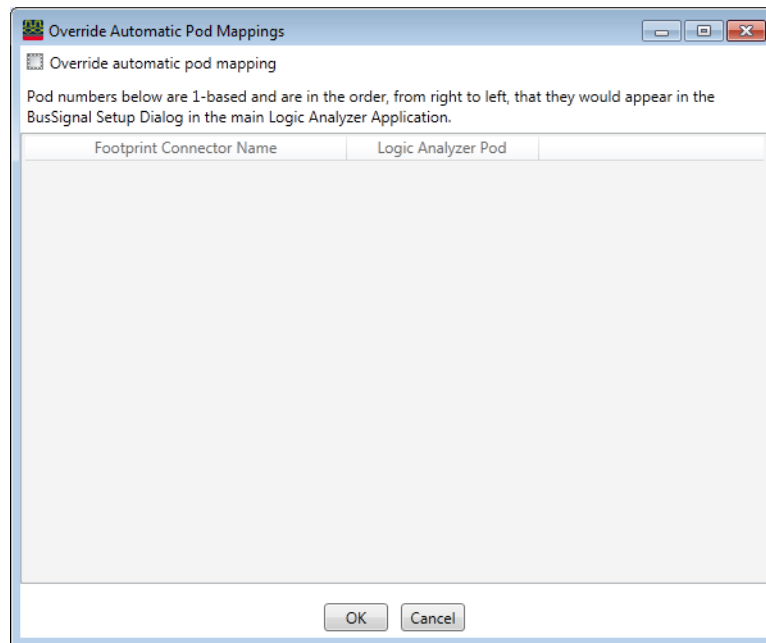 Override Automatic Pod Mappings
Override automatic pod mapping
Pod numbers below are 1-based and are in the order, from right to left, that they would appear in the
BusSignal Setup Dialog in the main Logic Analyzer Application.
Footprint Connector Name Logic Analyzer Pod
OK Cancel